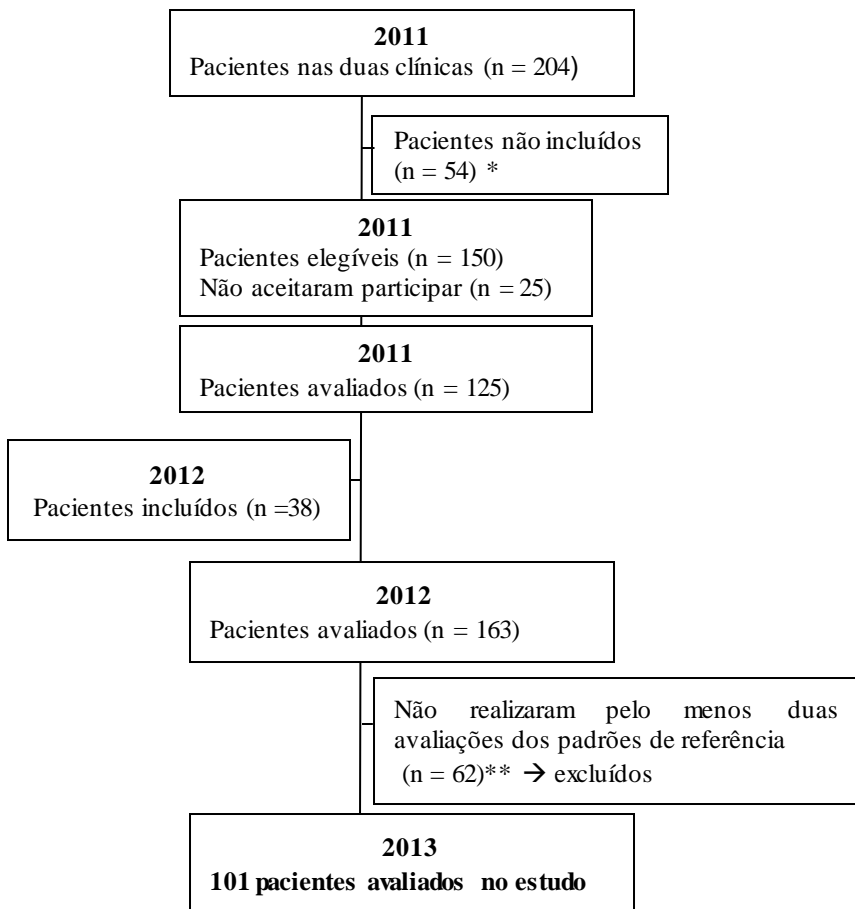 2011
Pacientes nas duas clínicas (n = 204)
Pacientes não incluídos
(n = 54) *
2011
Pacientes elegíveis (n = 150)
Não aceitaram participar (n = 25)
2011
Pacientes avaliados (n = 125)
2012
Pacientes incluídos (n =38)
2012
Pacientes avaliados (n = 163)
Não realizaram pelo menos duas
avaliações dos padrões de referência
(n = 62)** → excluídos
2013
101 pacientes avaliados no estudo